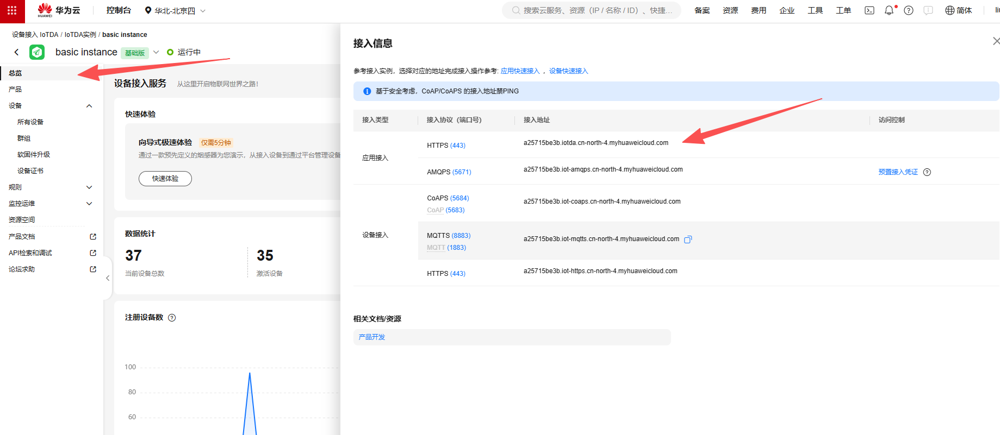 HUAWEI
华为云
控制台
华北-北京四
搜索云服务、资源（IP / 名称 / ID）、快捷...
备案
资源
费用
企业
工具
工单
简体
设备接入 IoTDA / IoTDA实例 / basic instance
basic instance
基础版
运行中
总览
产品
设备
所有设备
群组
软固件升级
设备证书
规则
监控运维
资源空间
产品文档
API检索和调试
论坛求助
设备接入服务
从这里开启物联网世界之路!
快速体验
向导式极速体验
仅需5分钟
通过一款预先定义的烟感器为您演示，从接入设备到通过平台管理设备
快速体验
数据统计
37
当前设备总数
35
激活设备
注册设备数
100
80
60
接入信息
参考接入实例，选择对应的地址完成接入操作参考: 应用快速接入 ，设备快速接入
基于安全考虑，CoAP/CoAPS 的接入地址禁PING
接入类型
接入协议（端口号）
接入地址
访问控制
应用接入
HTTPS (443)
a25715be3b.iotda.cn-north-4.myhuaweicloud.com
AMQPS (5671)
a25715be3b.iot-amqps.cn-north-4.myhuaweicloud.com
预置接入凭证
设备接入
CoAPS (5684)
CoAP (5683)
a25715be3b.iot-coaps.cn-north-4.myhuaweicloud.com
MQTTS (8883)
MQTT (1883)
a25715be3b.iot-mqtts.cn-north-4.myhuaweicloud.com
HTTPS (443)
a25715be3b.iot-https.cn-north-4.myhuaweicloud.com
相关文档/资源
产品开发